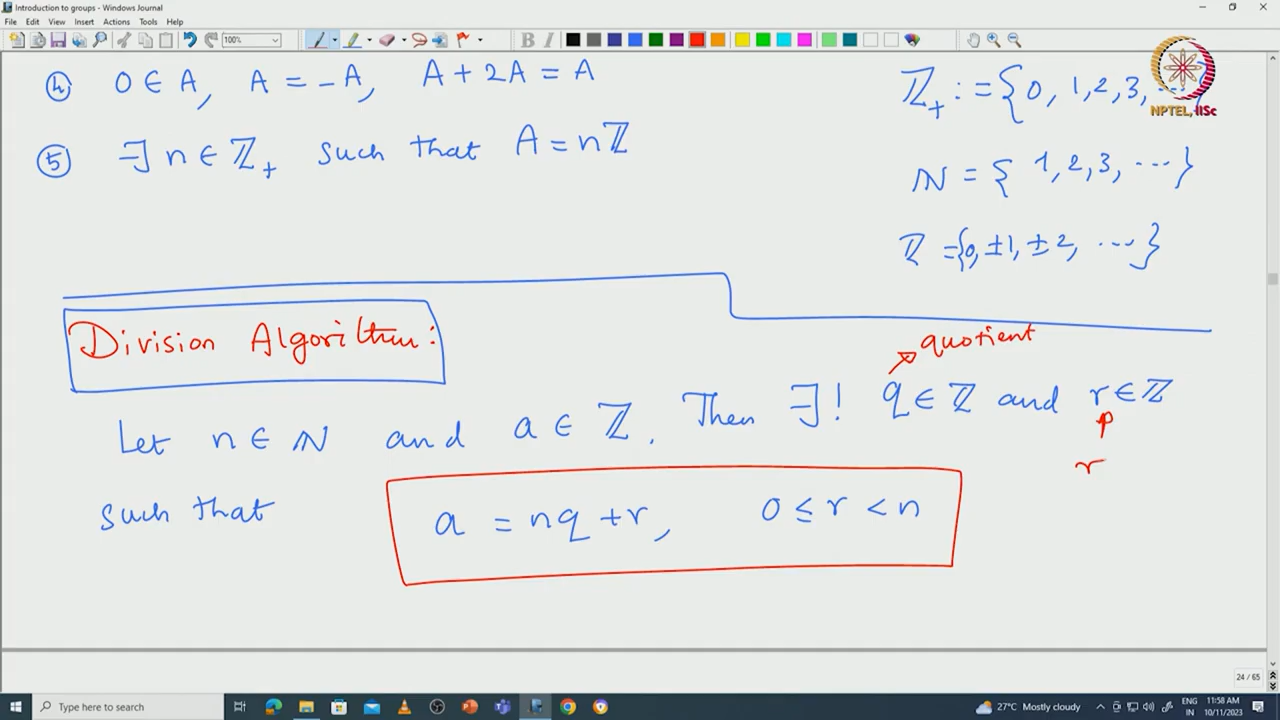 Introduction to groups - Windows Journal
File Edit View Insert Actions Tools Help
100%
B I
④ 0 ∈ A, A = -A, A + 2A = A
⑤ ∃ n ∈ ℤ₊ such that A = nℤ
ℤ₊ := {0, 1, 2, 3, ...}
ℕ = { 1, 2, 3, ... }
ℤ = {0, ±1, ±2, ... }
NPTEL, IISc
Division Algorithm:
quotient
Let n ∈ ℕ and a ∈ ℤ. Then ∃! q ∈ ℤ and r ∈ ℤ
r
such that a = nq + r, 0 ≤ r < n
24 / 65
Type here to search
27°C Mostly cloudy
ENG
IN
11:58 AM
10/11/2023